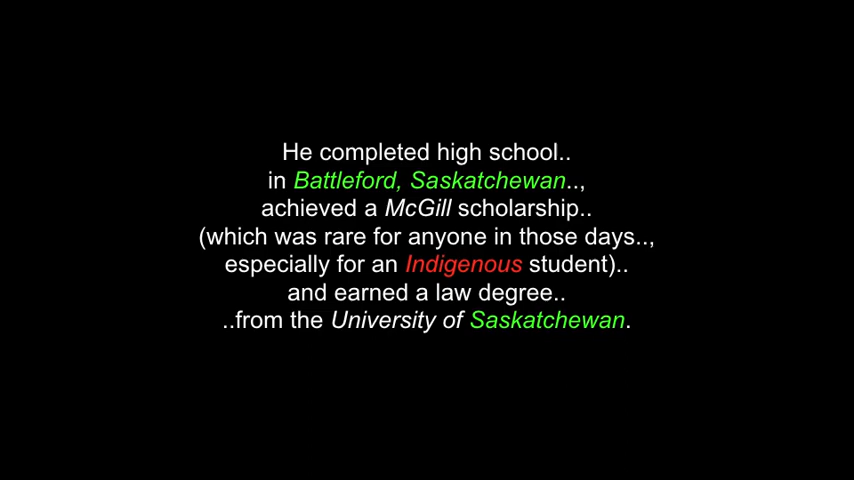 He completed high school..
in Battleford, Saskatchewan..,
achieved a McGill scholarship..
(which was rare for anyone in those days..,
especially for an Indigenous student)..
and earned a law degree..
..from the University of Saskatchewan.